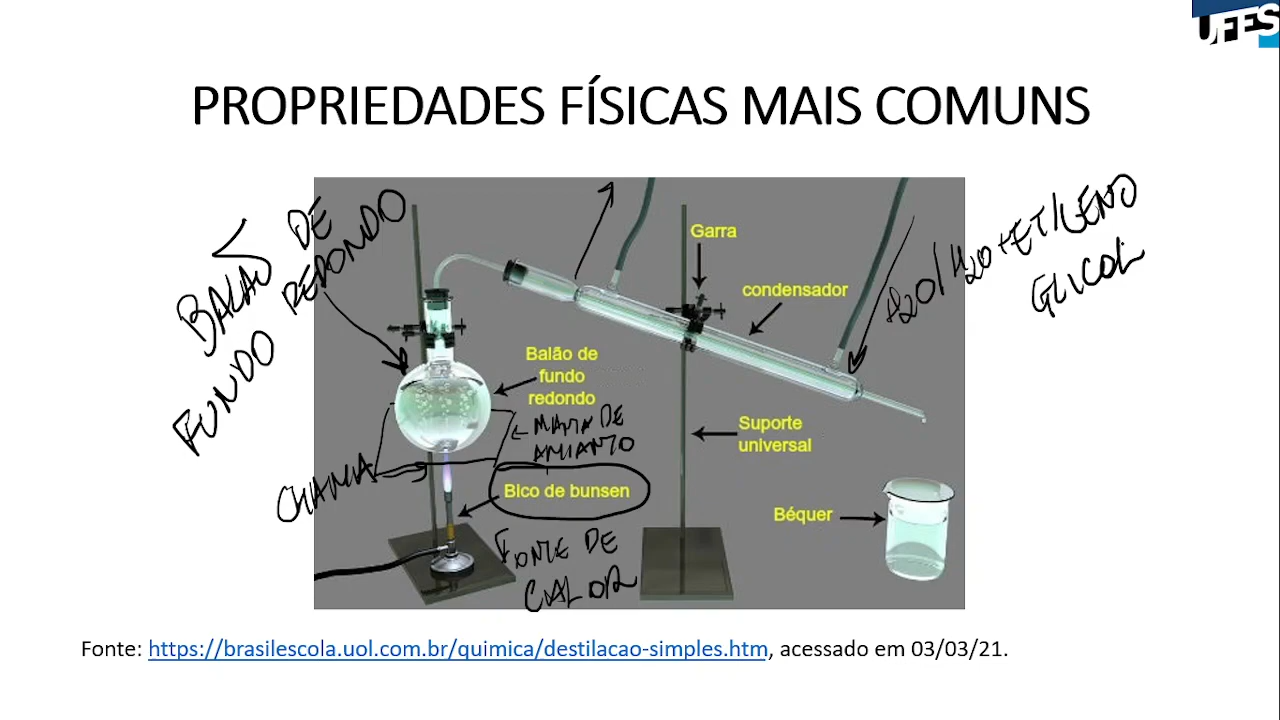 UFES
PROPRIEDADES FÍSICAS MAIS COMUNS
BALÃO DE
FUNDO REDONDO
Garra
condensador
H2O/H2O+ETILENO
GLICOL
Balão de
fundo
redondo
MANTA DE
AMIANTO
CHAMA
Bico de bunsen
FONTE DE
CALOR
Suporte
universal
Béquer
Fonte: https://brasilescola.uol.com.br/quimica/destilacao-simples.htm, acessado em 03/03/21.